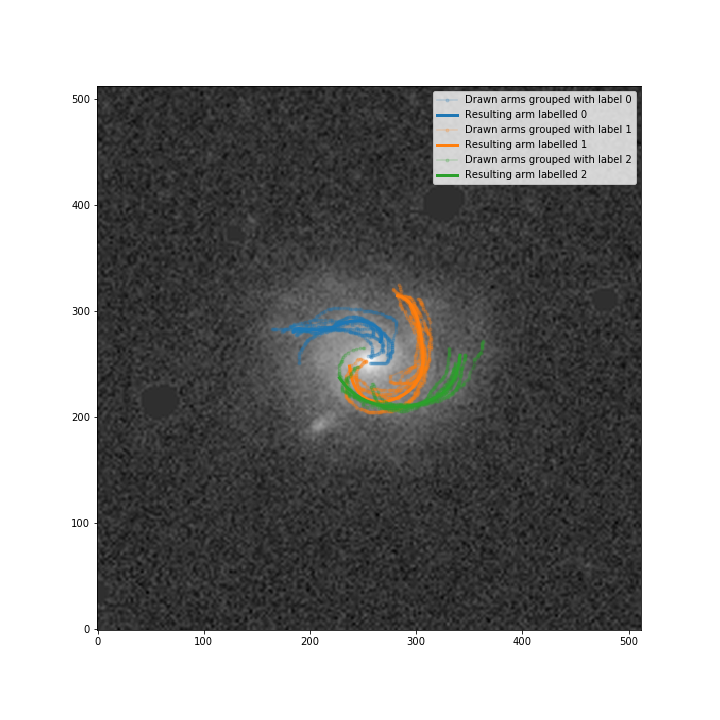 Drawn arms grouped with label 0
Resulting arm labelled 0
Drawn arms grouped with label 1
Resulting arm labelled 1
Drawn arms grouped with label 2
Resulting arm labelled 2
500
400
300
200
100
0
0 100 200 300 400 500